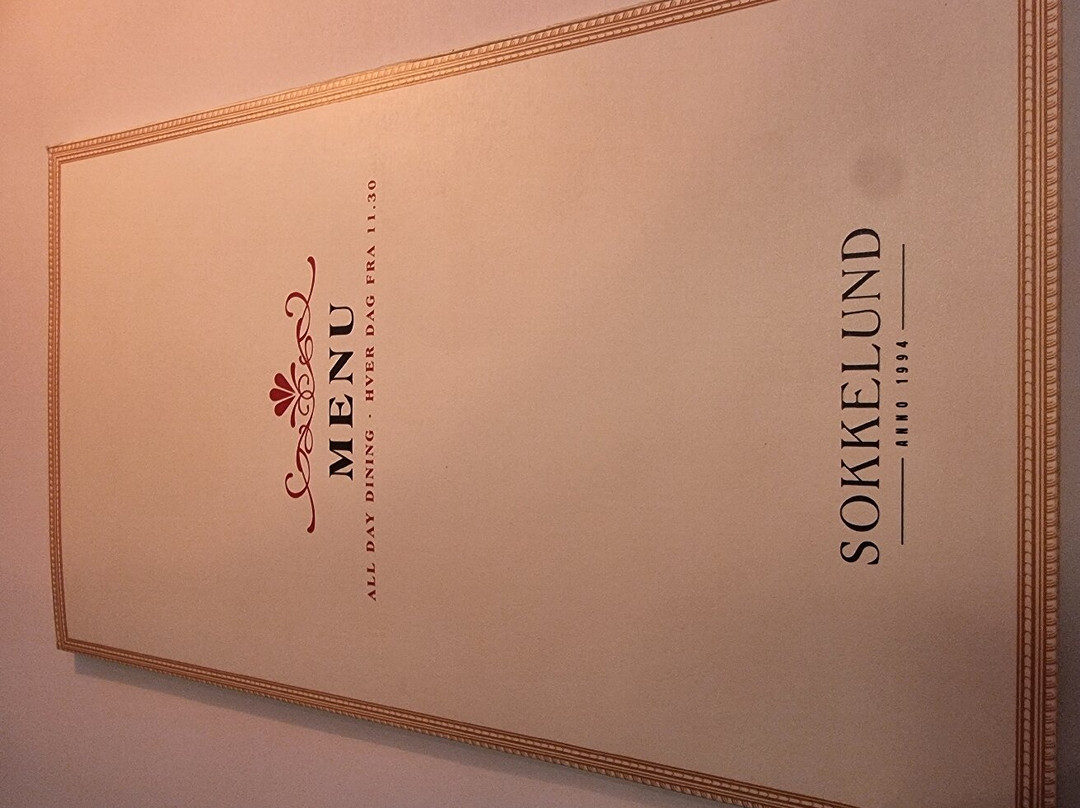 MENU
ALL DAY DINING · HVER DAG FRA 11.30
SOKKELUND
ANNO 1994